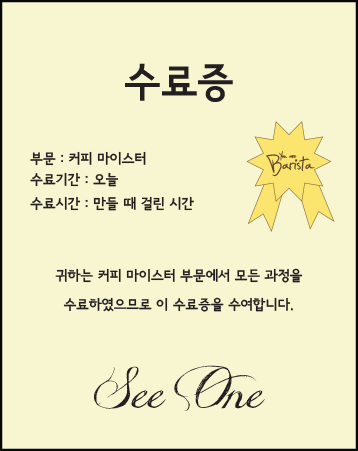 수료증
부문 : 커피 마이스터
수료기간 : 오늘
수료시간 : 만들 때 걸린 시간
You are
Barista
귀하는 커피 마이스터 부문에서 모든 과정을
수료하였으므로 이 수료증을 수여합니다.
See One